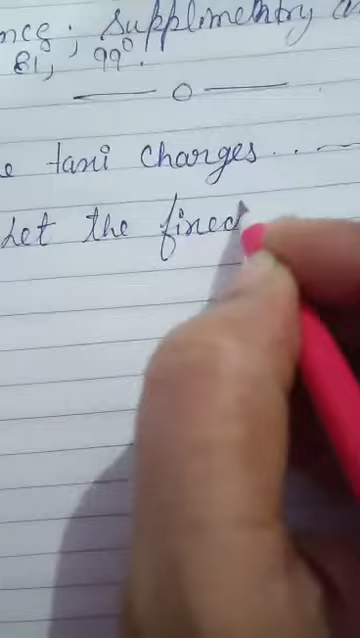 nce; Supplimentry a
81, 99°.
e taxi charges...
Let the fixed